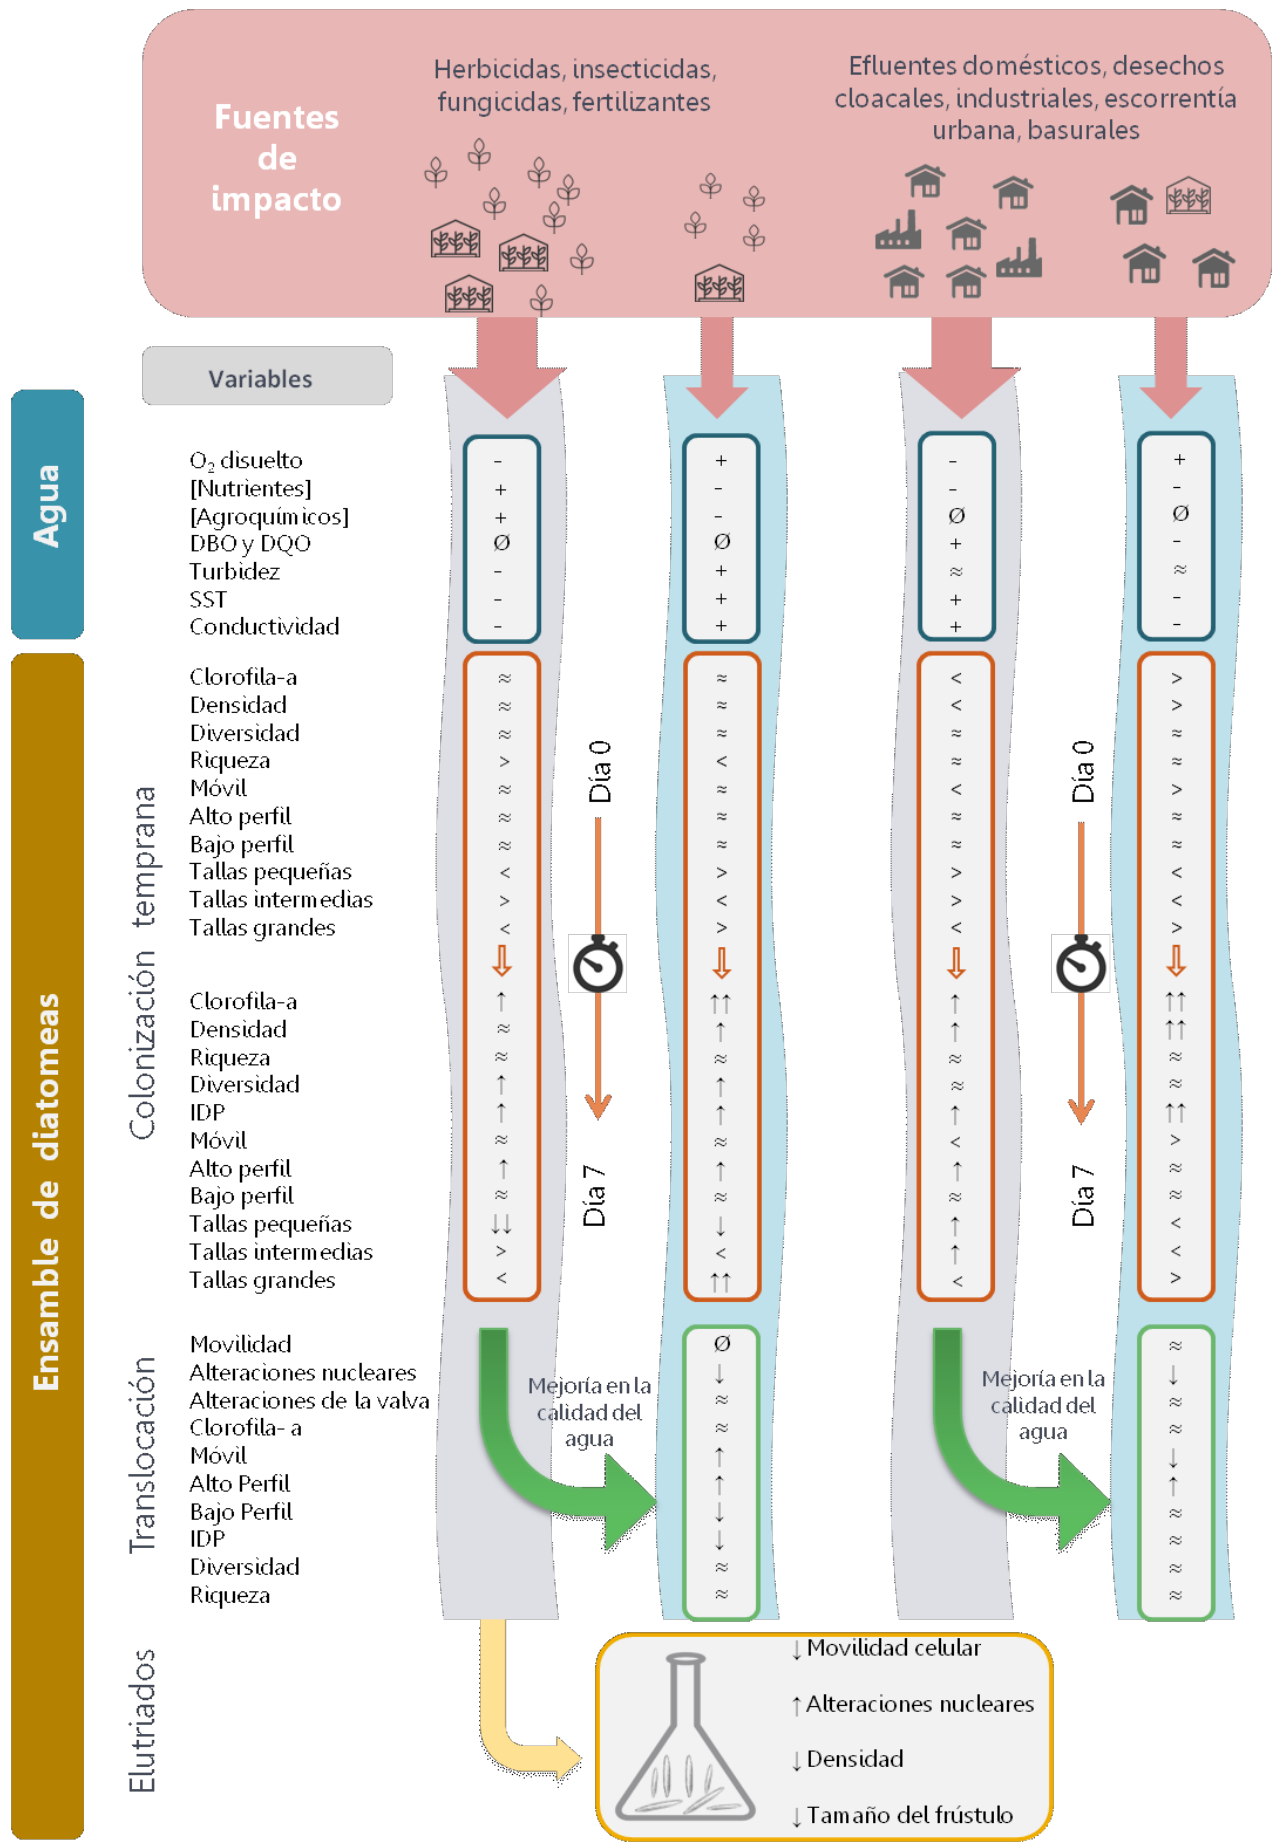 Fuentes
de
impacto
Herbicidas, insecticidas,
fungicidas, fertilizantes
Efluentes domésticos, desechos
cloacales, industriales, escorrentía
urbana, basurales
Variables
Agua
O₂ disuelto - + - +
[Nutrientes] + - - -
[Agroquímicos] + - Ø Ø
DBO y DQO Ø Ø + -
Turbidez - + ≈ ≈
SST - + + -
Conductividad - + + -
Ensamble de diatomeas
Colonización temprana
Clorofila-a ≈ ≈ < >
Densidad ≈ ≈ < >
Diversidad ≈ ≈ ≈ ≈
Riqueza > < ≈ ≈
Móvil ≈ ≈ < >
Alto perfil ≈ ≈ ≈ ≈
Bajo perfil ≈ ≈ ≈ ≈
Tallas pequeñas < > > <
Tallas intermedias > < > <
Tallas grandes < > < >
Día 0
Día 0
Clorofila-a ↑ ↑↑ ↑ ↑↑
Densidad ≈ ↑ ↑ ↑↑
Riqueza ≈ ≈ ≈ ≈
Diversidad ↑ ↑ ≈ ≈
IDP ↑ ↑ ↑ ↑↑
Móvil ≈ ≈ < >
Alto perfil ↑ ↑ ↑ ≈
Bajo perfil ≈ ≈ ≈ ≈
Tallas pequeñas ↓↓ ↓ ↑ <
Tallas intermedias > < ↑ <
Tallas grandes < ↑↑ < >
Día 7
Día 7
Translocación
Movilidad Ø ≈
Alteraciones nucleares ↓ ↓
Alteraciones de la valva ≈ ≈
Clorofila- a ≈ ≈
Móvil ↑ ↓
Alto Perfil ↑ ↑
Bajo Perfil ↓ ≈
IDP ↓ ≈
Diversidad ≈ ≈
Riqueza ≈ ≈
Mejoría en la
calidad del
agua
Mejoría en la
calidad del
agua
Elutriados
↓ Movilidad celular
↑ Alteraciones nucleares
↓ Densidad
↓ Tamaño del frústulo